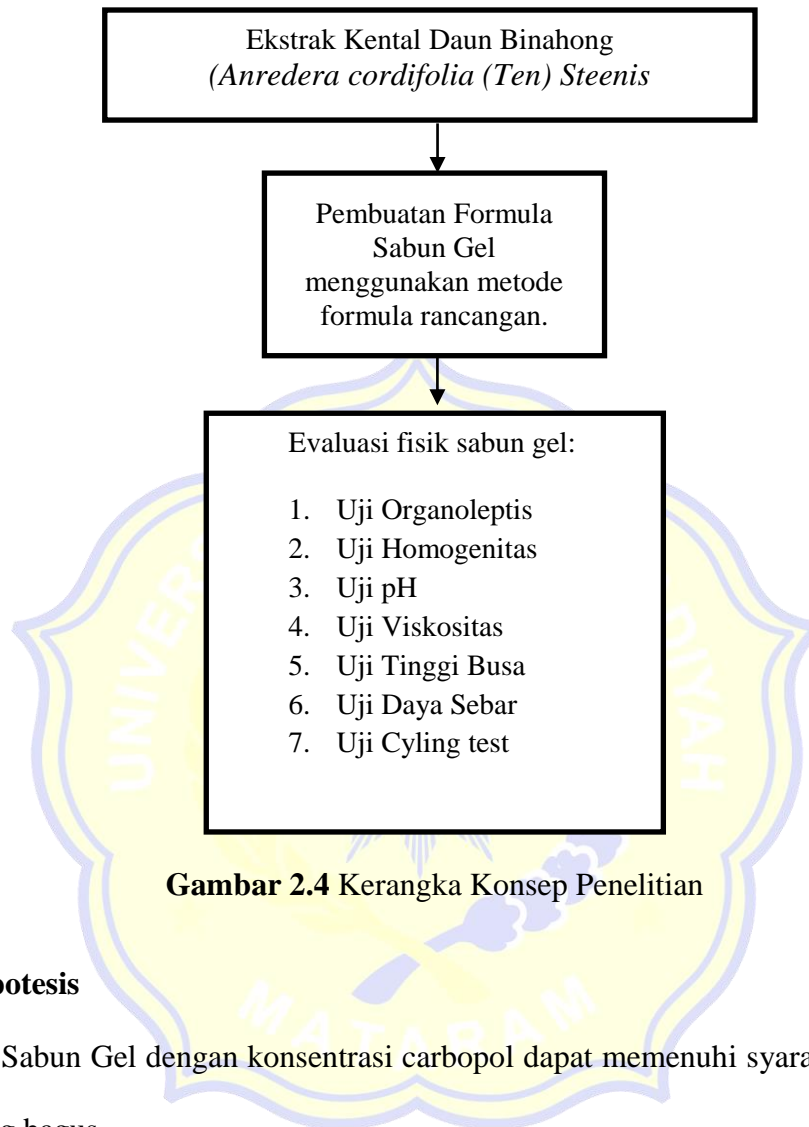 Ekstrak Kental Daun Binahong
(Anredera cordifolia (Ten) Steenis
Pembuatan Formula
Sabun Gel
menggunakan metode
formula rancangan.
Evaluasi fisik sabun gel:
1. Uji Organoleptis
2. Uji Homogenitas
3. Uji pH
4. Uji Viskositas
5. Uji Tinggi Busa
6. Uji Daya Sebar
7. Uji Cyling test
Gambar 2.4 Kerangka Konsep Penelitian
Sabun Gel dengan konsentrasi carbopol dapat memenuhi
MATARAM